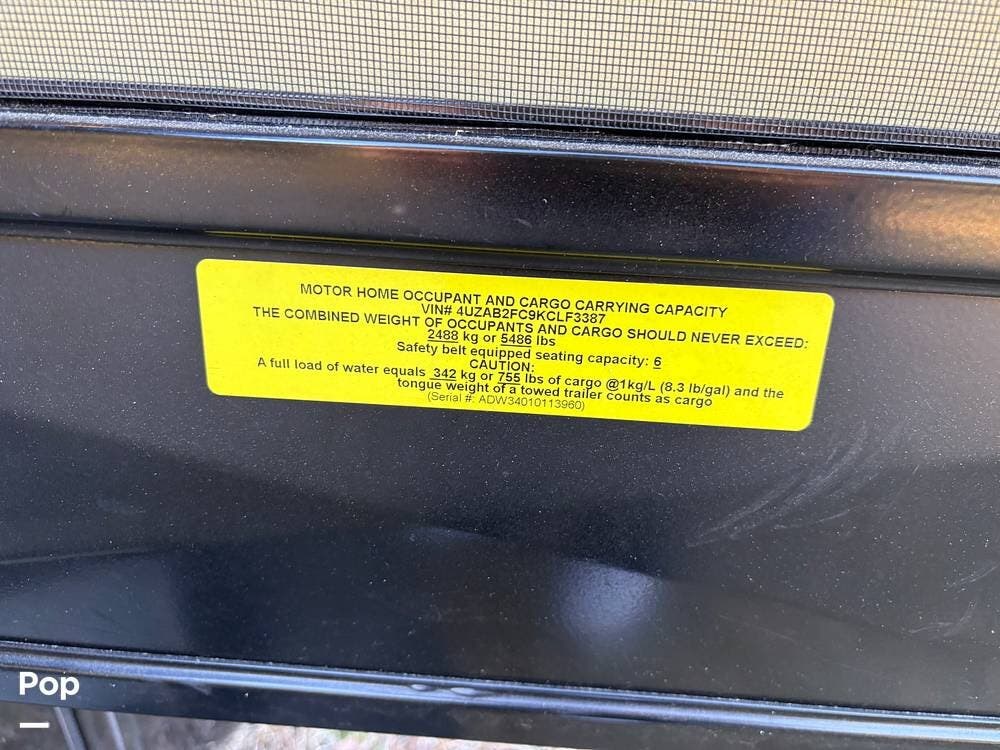 MOTOR HOME OCCUPANT AND CARGO CARRYING CAPACITY
VIN# 4UZAB2FC9KCLF3387
THE COMBINED WEIGHT OF OCCUPANTS AND CARGO SHOULD NEVER EXCEED:
2488 kg or 5486 lbs
Safety belt equipped seating capacity: 6
CAUTION:
A full load of water equals 342 kg or 755 lbs of cargo @1kg/L (8.3 lb/gal) and the
tongue weight of a towed trailer counts as cargo
(Serial #: ADW34010113960)
Pop